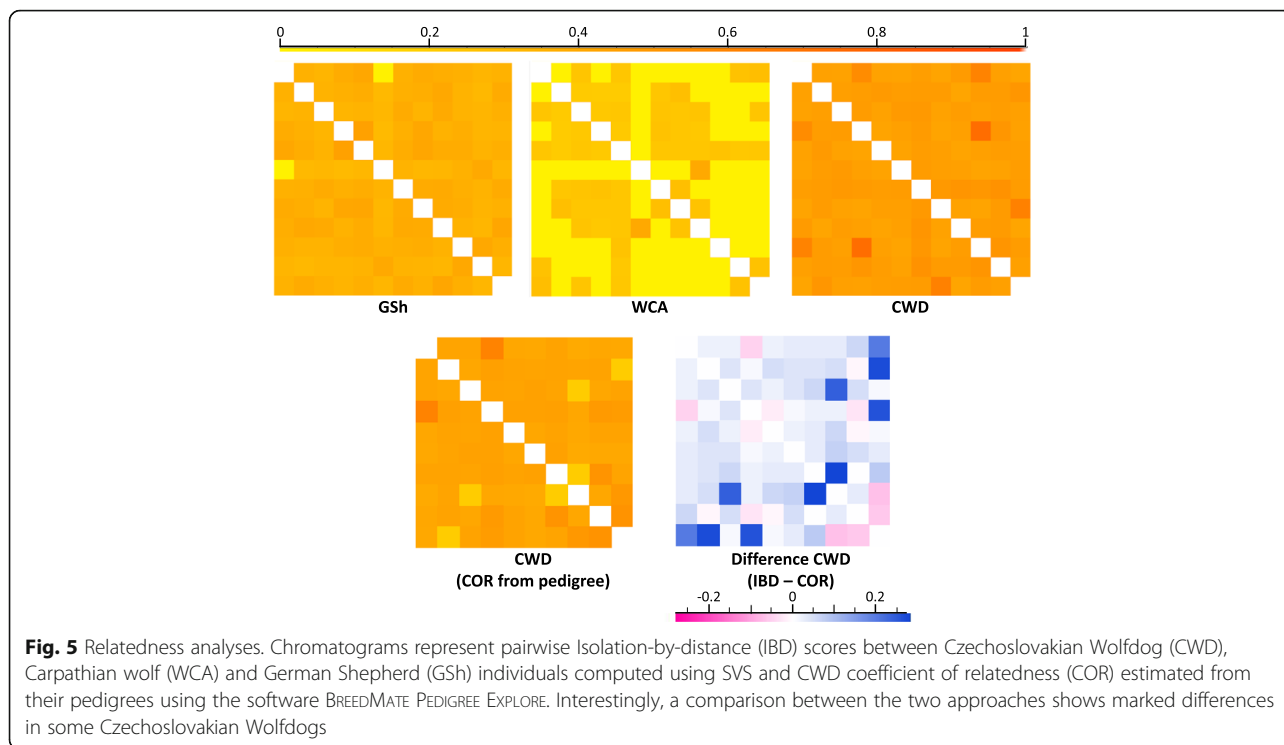 0 0.2 0.4 0.6 0.8 1
GSh WCA CWD
CWD Difference CWD
(COR from pedigree) (IBD – COR)
-0.2 0 0.2
Fig. 5 Relatedness analyses. Chromatograms represent pairwise Isolation-by-distance (IBD) scores between Czechoslovakian Wolfdog (CWD),
Carpathian wolf (WCA) and German Shepherd (GSh) individuals computed using SVS and CWD coefficient of relatedness (COR) estimated from
their pedigrees using the software BREEDMATE PEDIGREE EXPLORE. Interestingly, a comparison between the two approaches shows marked differences
in some Czechoslovakian Wolfdogs